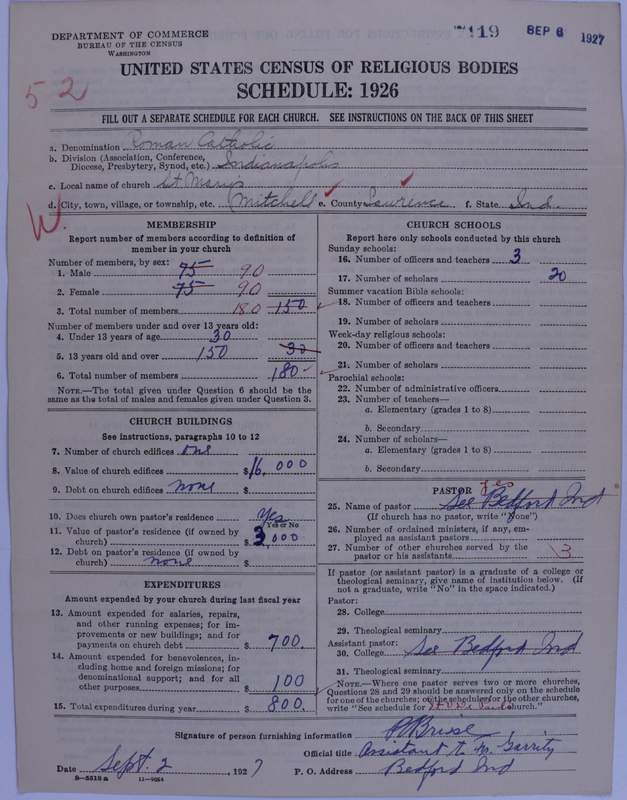 DEPARTMENT OF COMMERCE
BUREAU OF THE CENSUS
WASHINGTON
119 SEP 6 1927
UNITED STATES CENSUS OF RELIGIOUS BODIES
SCHEDULE: 1926
52
FILL OUT A SEPARATE SCHEDULE FOR EACH CHURCH. SEE INSTRUCTIONS ON THE BACK OF THIS SHEET
a. Denomination Roman Catholic
b. Division (Association, Conference,
Diocese, Presbytery, Synod, etc.) Indianapolis
c. Local name of church St Mary's
d. City, town, village, or township, etc. Mitchell e. County Lawrence f. State Ind.
W.
MEMBERSHIP
Report number of members according to definition of
member in your church
Number of members, by sex:
1. Male 75 90
2. Female 75 90
3. Total number of members 180 150
Number of members under and over 13 years old:
4. Under 13 years of age 30
5. 13 years old and over 150 30
6. Total number of members 180
NOTE.—The total given under Question 6 should be
same as the total of males and females given under Question 3.
CHURCH BUILDINGS
See instructions, paragraphs 10 to 12
7. Number of church edifices one
8. Value of church edifices $16.000
9. Debt on church edifices none $
10. Does church own pastor's residence Yes
Yes or No
11. Value of pastor's residence (if owned by
church) $3,000
12. Debt on pastor's residence (if owned by
church) none $
EXPENDITURES
Amount expended by your church during last fiscal year
13. Amount expended for salaries, repairs,
and other running expenses; for im-
provements or new buildings; and for
payments on church debt $700.
14. Amount expended for benevolences, in-
cluding home and foreign missions; for
denominational support; and for all
other purposes $100
15. Total expenditures during year $800.
CHURCH SCHOOLS
Report here only schools conducted by this church
Sunday schools:
16. Number of officers and teachers 3
17. Number of scholars 20
Summer vacation Bible schools:
18. Number of officers and teachers
19. Number of scholars
Week-day religious schools:
20. Number of officers and teachers
21. Number of scholars
Parochial schools:
22. Number of administrative officers
23. Number of teachers—
a. Elementary (grades 1 to 8)
b. Secondary
24. Number of scholars—
a. Elementary (grades 1 to 8)
b. Secondary
PASTOR yes
25. Name of pastor See Bedford Ind
(If church has no pastor, write "None")
26. Number of ordained ministers, if any, em-
ployed as assistant pastors
27. Number of other churches served by the
pastor or his assistants 3
If pastor (or assistant pastor) is a graduate of a college or
theological seminary, give name of institution below. (If
not a graduate, write "No" in the space indicated.)
Pastor:
28. College
29. Theological seminary
Assistant pastor:
30. College See Bedford Ind
31. Theological seminary
NOTE.—Where one pastor serves two or more churches,
Questions 28 and 29 should be answered only on the schedule
for one of the churches; on the schedules for the other churches,
write "See schedule for church."
Signature of person furnishing information
Official title Assistant to Fr. Garrity
Date Sept. 2, 1927 P. O. Address Bedford Ind
8—5518 a 11—9264